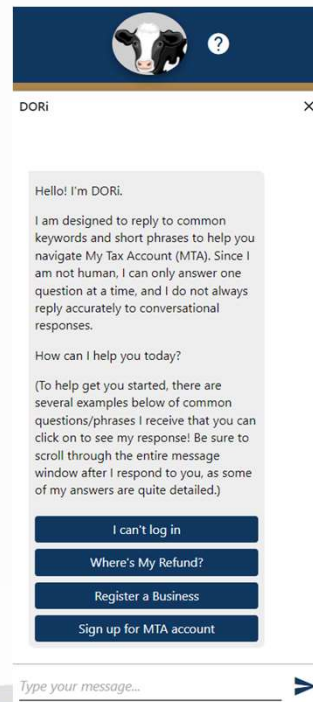 ?
DORi
Hello! I'm DORi.
I am designed to reply to common
keywords and short phrases to help you
navigate My Tax Account (MTA). Since I
am not human, I can only answer one
question at a time, and I do not always
reply accurately to conversational
responses.
How can I help you today?
(To help get you started, there are
several examples below of common
questions/phrases I receive that you can
click on to see my response! Be sure to
scroll through the entire message
window after I respond to you, as some
of my answers are quite detailed.)
I can't log in
Where's My Refund?
Register a Business
Sign up for MTA account
Type your message...